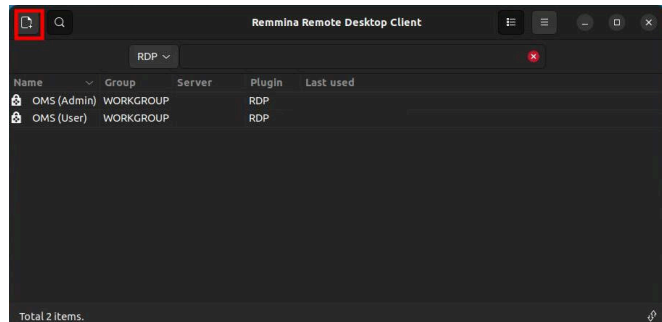 Remmina Remote Desktop Client
RDP
Name Group Server Plugin Last used
OMS (Admin) WORKGROUP RDP
OMS (User) WORKGROUP RDP
Total 2 items.